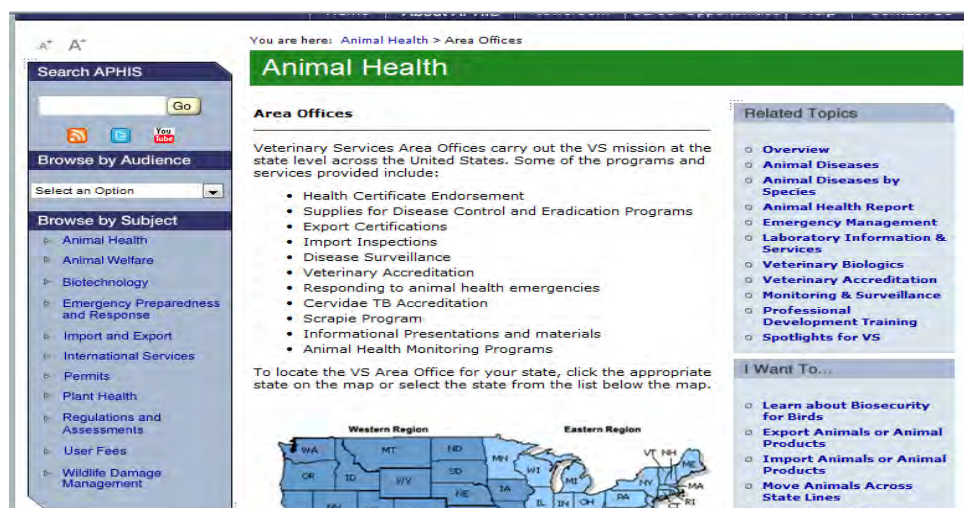 You are here: Animal Health > Area Offices
A- A+
Search APHIS
Go
You Tube
Browse by Audience
Select an Option
Browse by Subject
Animal Health
Animal Welfare
Biotechnology
Emergency Preparedness
and Response
Import and Export
International Services
Permits
Plant Health
Regulations and
Assessments
User Fees
Wildlife Damage
Management
Animal Health
Area Offices
Veterinary Services Area Offices carry out the VS mission at the
state level across the United States. Some of the programs and
services provided include:
• Health Certificate Endorsement
• Supplies for Disease Control and Eradication Programs
• Export Certifications
• Import Inspections
• Disease Surveillance
• Veterinary Accreditation
• Responding to animal health emergencies
• Cervidae TB Accreditation
• Scrapie Program
• Informational Presentations and materials
• Animal Health Monitoring Programs
To locate the VS Area Office for your state, click the appropriate
state on the map or select the state from the list below the map.
Western Region Eastern Region
WA MT ND MN VT NH ME
OR ID WY SD WI MI NY MA
NE IA IL IN OH PA CT RI
Related Topics
Overview
Animal Diseases
Animal Diseases by
Species
Animal Health Report
Emergency Management
Laboratory Information &
Services
Veterinary Biologics
Veterinary Accreditation
Monitoring & Surveillance
Professional
Development Training
Spotlights for VS
I Want To...
Learn about Biosecurity
for Birds
Export Animals or Animal
Products
Import Animals or Animal
Products
Move Animals Across
State Lines